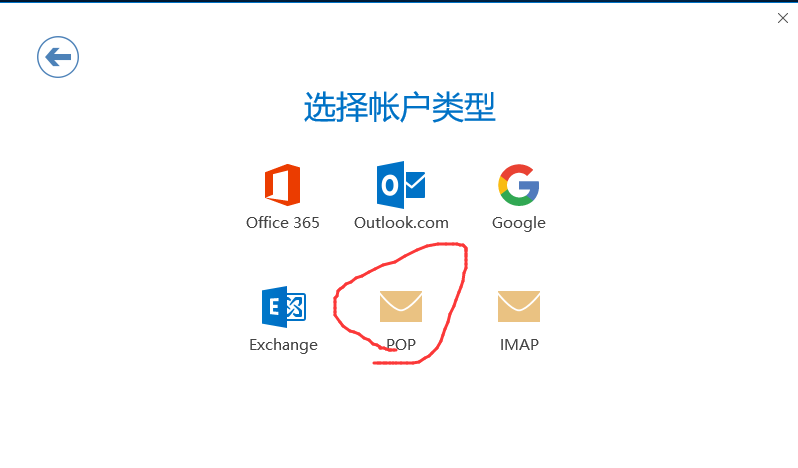 选择帐户类型
Office 365
Outlook.com
Google
Exchange
POP
IMAP